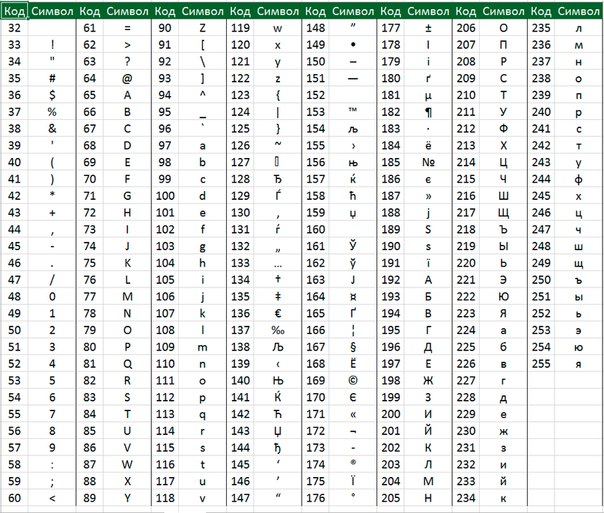 Код Символ Код Символ Код Символ Код Символ Код Символ Код Символ Код Символ Код Символ
32 61 = 90 Z 119 w 148 ” 177 ± 206 О 235 л
33 ! 62 > 91 [ 120 x 149 • 178 І 207 П 236 м
34 " 63 ? 92 \ 121 y 150 – 179 і 208 Р 237 н
35 # 64 @ 93 ] 122 z 151 — 180 ґ 209 С 238 о
36 $ 65 A 94 ^ 123 { 152 181 µ 210 Т 239 п
37 % 66 B 95 _ 124 | 153 ™ 182 ¶ 211 У 240 р
38 & 67 C 96 ` 125 } 154 љ 183 · 212 Ф 241 с
39 ' 68 D 97 a 126 ~ 155 › 184 ё 213 Х 242 т
40 ( 69 E 98 b 127 ▯ 156 њ 185 № 214 Ц 243 у
41 ) 70 F 99 c 128 Ђ 157 ќ 186 є 215 Ч 244 ф
42 * 71 G 100 d 129 Ѓ 158 ћ 187 » 216 Ш 245 х
43 + 72 H 101 e 130 ‚ 159 џ 188 ј 217 Щ 246 ц
44 , 73 I 102 f 131 ѓ 160 189 Ѕ 218 Ъ 247 ч
45 - 74 J 103 g 132 „ 161 Ў 190 ѕ 219 Ы 248 ш
46 . 75 K 104 h 133 … 162 ў 191 ї 220 Ь 249 щ
47 / 76 L 105 i 134 † 163 Ј 192 А 221 Э 250 ъ
48 0 77 M 106 j 135 ‡ 164 ¤ 193 Б 222 Ю 251 ы
49 1 78 N 107 k 136 € 165 Ґ 194 В 223 Я 252 ь
50 2 79 O 108 l 137 ‰ 166 ¦ 195 Г 224 а 253 э
51 3 80 P 109 m 138 Љ 167 § 196 Д 225 б 254 ю
52 4 81 Q 110 n 139 ‹ 168 Ё 197 Е 226 в 255 я
53 5 82 R 111 o 140 Њ 169 © 198 Ж 227 г
54 6 83 S 112 p 141 Ќ 170 Є 199 З 228 д
55 7 84 T 113 q 142 Ћ 171 « 200 И 229 е
56 8 85 U 114 r 143 Џ 172 ¬ 201 Й 230 ж
57 9 86 V 115 s 144 ђ 173 - 202 К 231 з
58 : 87 W 116 t 145 ‘ 174 ® 203 Л 232 и
59 ; 88 X 117 u 146 ’ 175 Ї 204 М 233 й
60 < 89 Y 118 v 147 “ 176 ° 205 Н 234 к